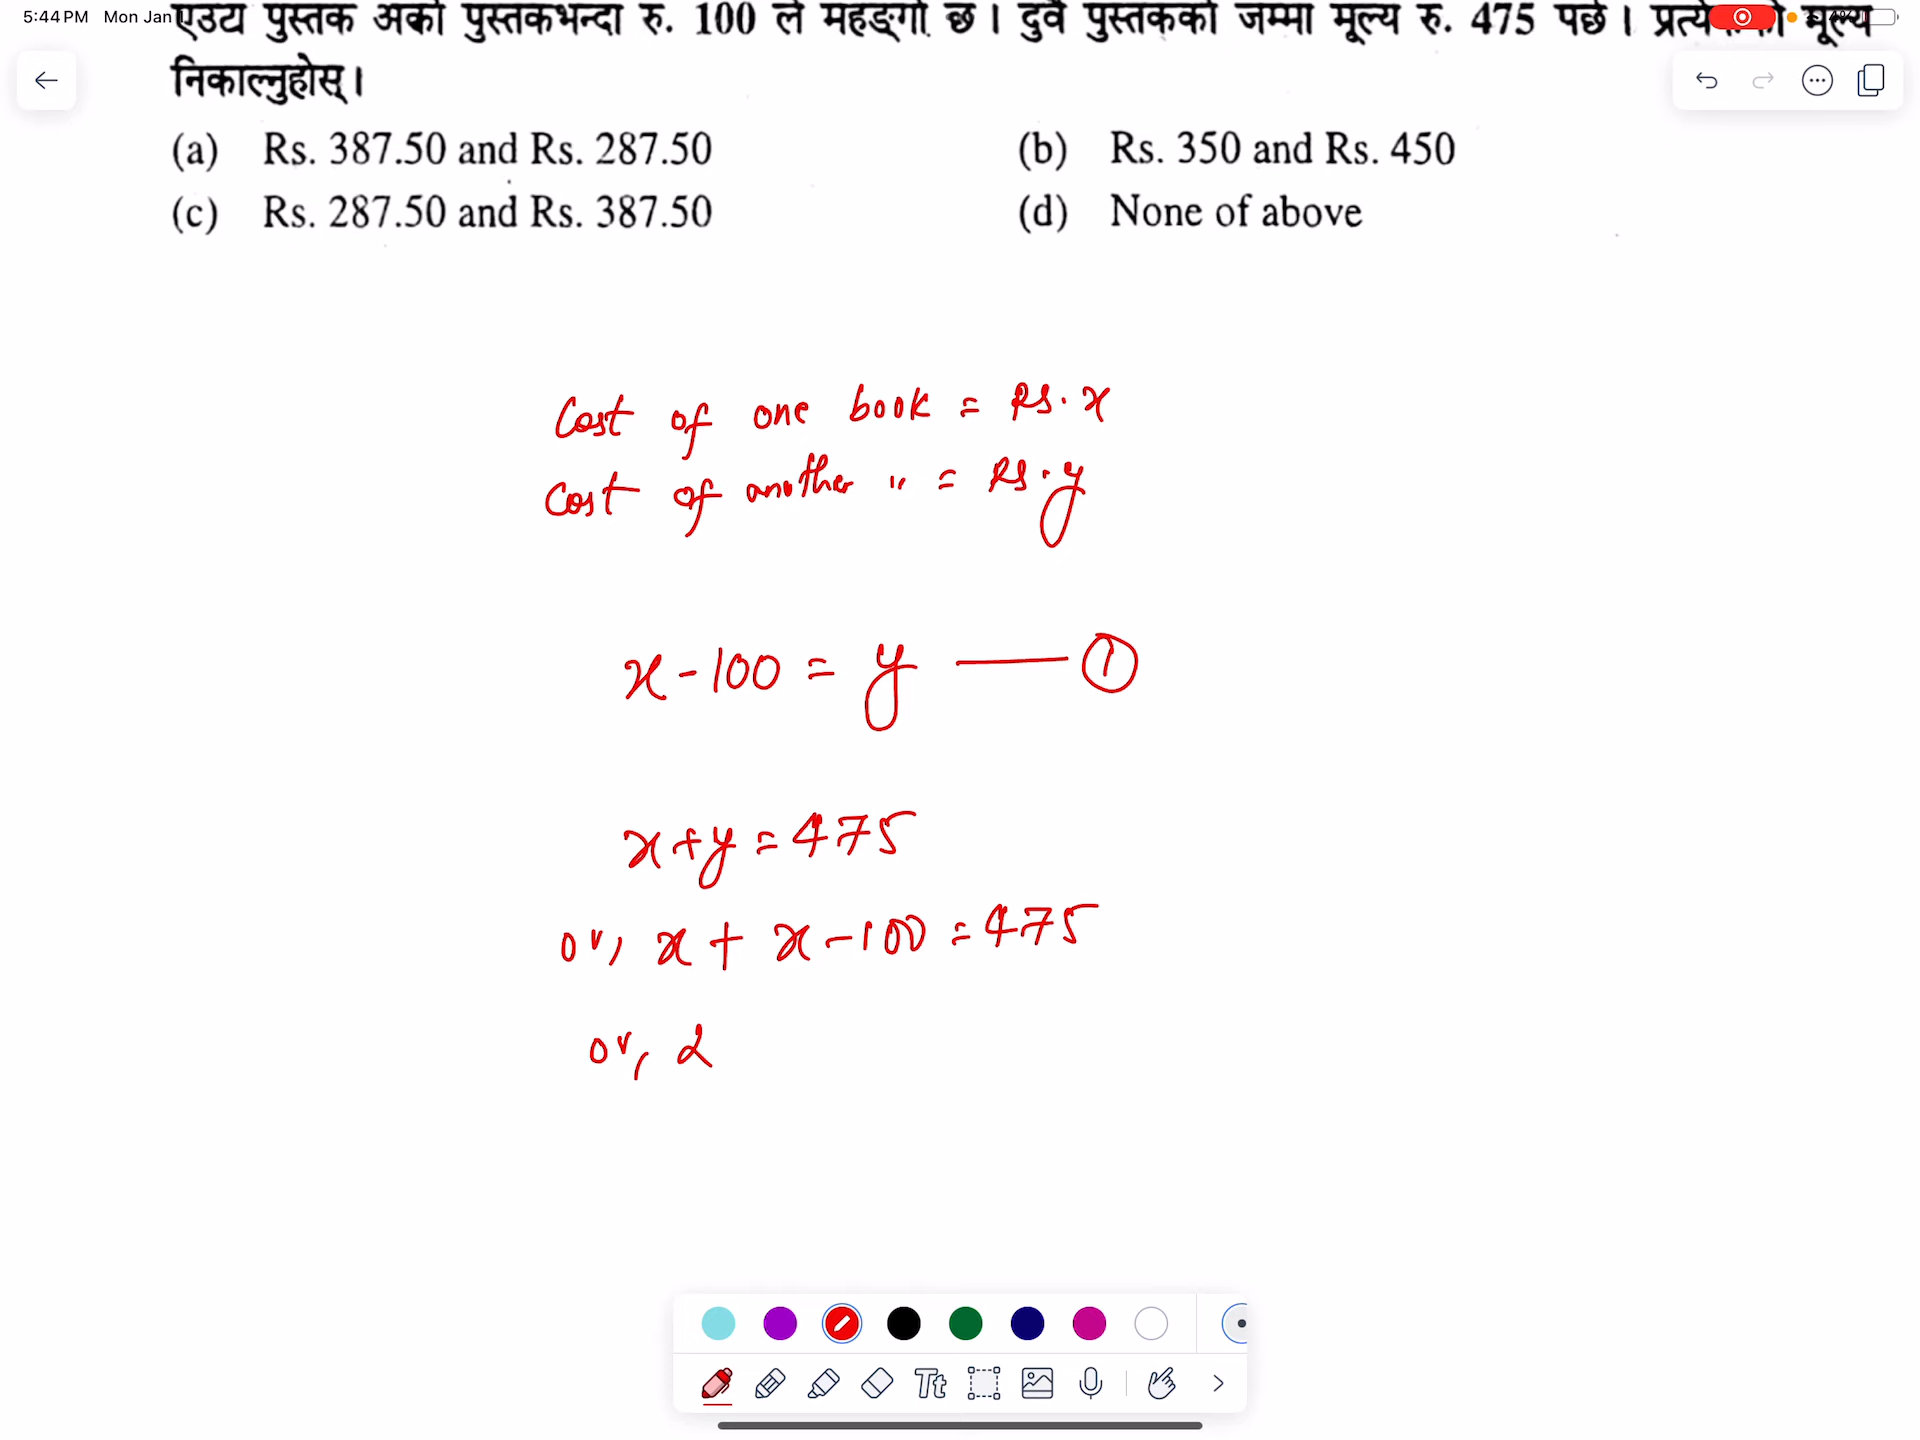 5:44 PM Mon Jan
एउटा पुस्तक अर्को पुस्तकभन्दा रु. 100 ले महङ्गो छ । दुवै पुस्तकको जम्मा मूल्य रु. 475 पर्छ । मूल्य
निकाल्नुहोस् ।
(a) Rs. 387.50 and Rs. 287.50 (b) Rs. 350 and Rs. 450
(c) Rs. 287.50 and Rs. 387.50 (d) None of above
Cost of one book = Rs. x
Cost of another " = Rs. y
x - 100 = y —— ①
x + y = 475
or, x + x - 100 = 475
or, 2
Tt